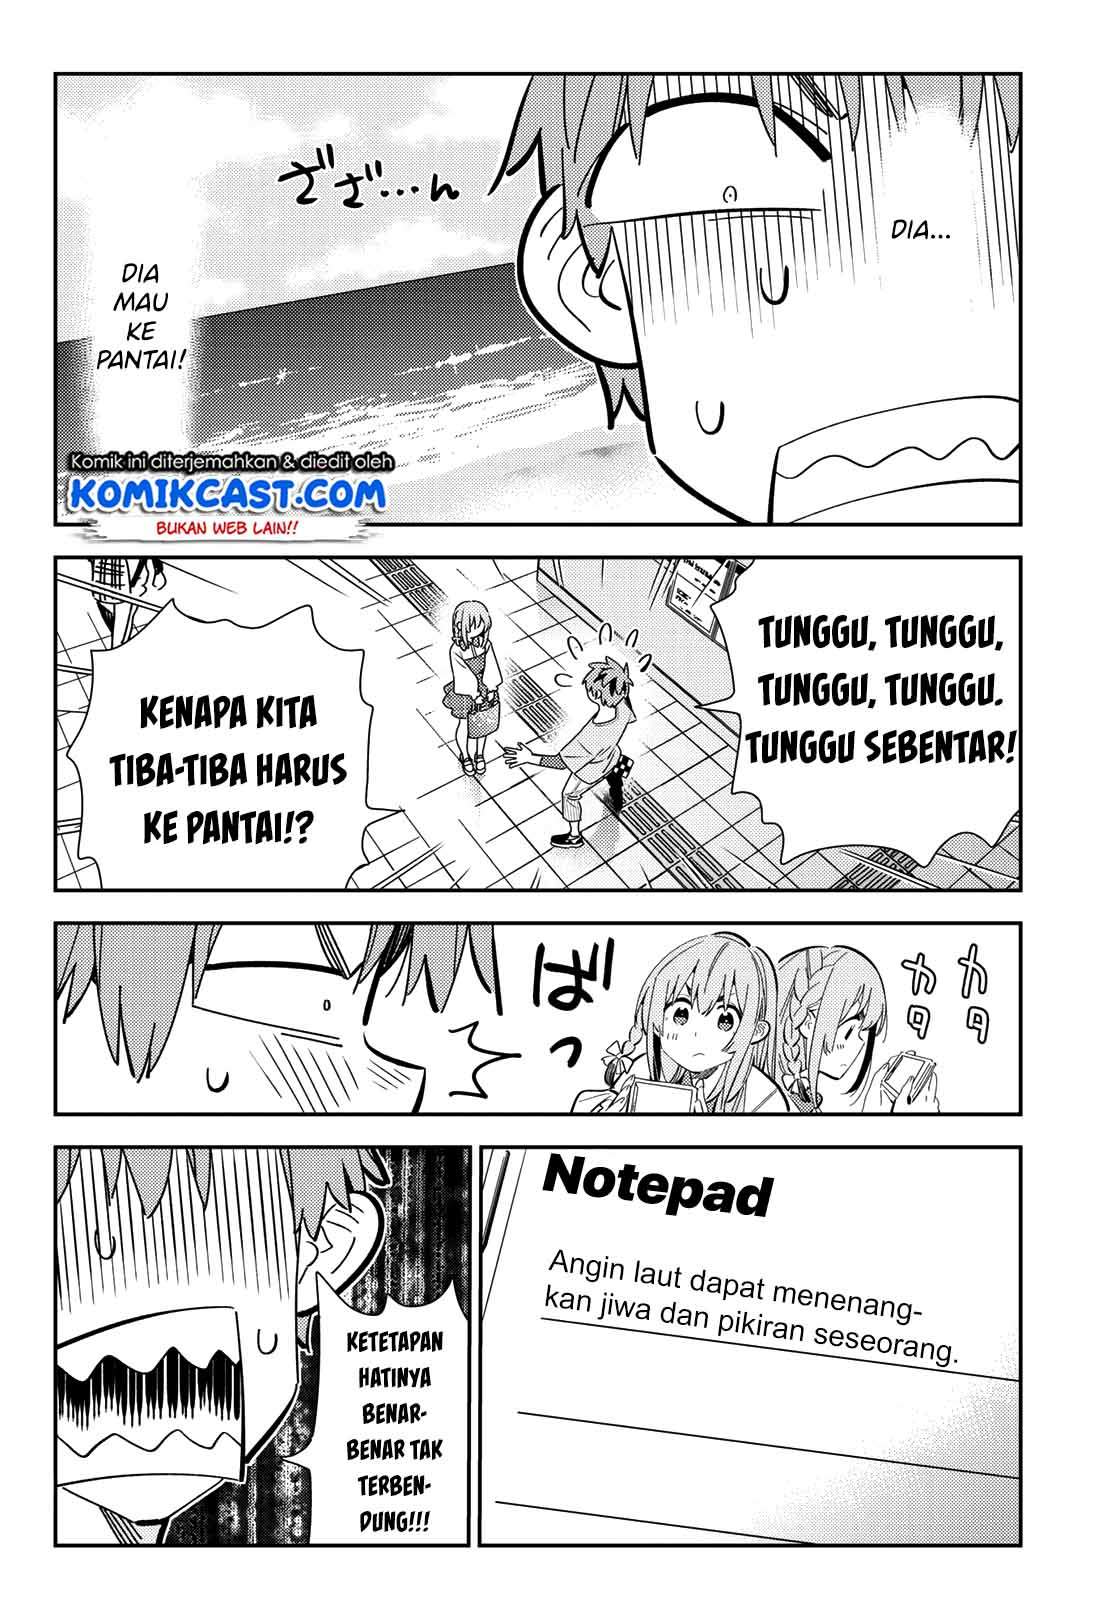 DIA...
ざざ...ん
DIA
MAU
KE
PANTAI!
Komik ini diterjemahkan & diedit oleh
KOMIKCAST.COM
BUKAN WEB LAIN!!
TUNGGU, TUNGGU,
TUNGGU, TUNGGU.
TUNGGU SEBENTAR!
KENAPA KITA
TIBA-TIBA HARUS
KE PANTAI!?
カタ
カタ
ばっ
Notepad
Angin laut dapat menenang-
kan jiwa dan pikiran seseorang.
KETETAPAN
HATINYA
BENAR-
BENAR TAK
TERBEN-
DUNG!!!